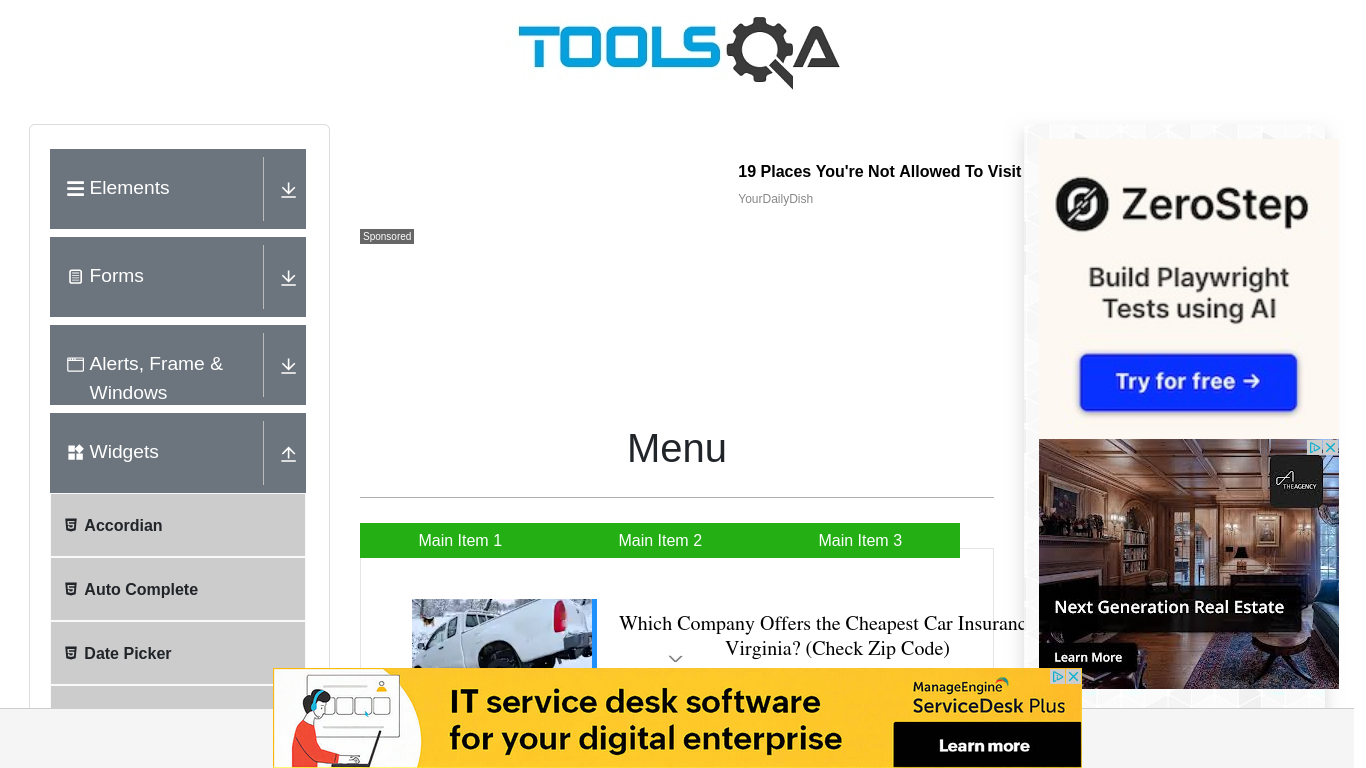 TOOLSQA
Elements
Forms
Alerts, Frame &
Windows
Widgets
Accordian
Auto Complete
Date Picker
19 Places You're Not Allowed To Visit
YourDailyDish
Sponsored
Menu
Main Item 1
Main Item 2
Main Item 3
Which Company Offers the Cheapest Car Insuranc
Virginia? (Check Zip Code)
ZeroStep
Build Playwright
Tests using AI
Try for free →
THEAGENCY
Next Generation Real Estate
Learn More
IT service desk software
for your digital enterprise
ManageEngine
ServiceDesk Plus
Learn more